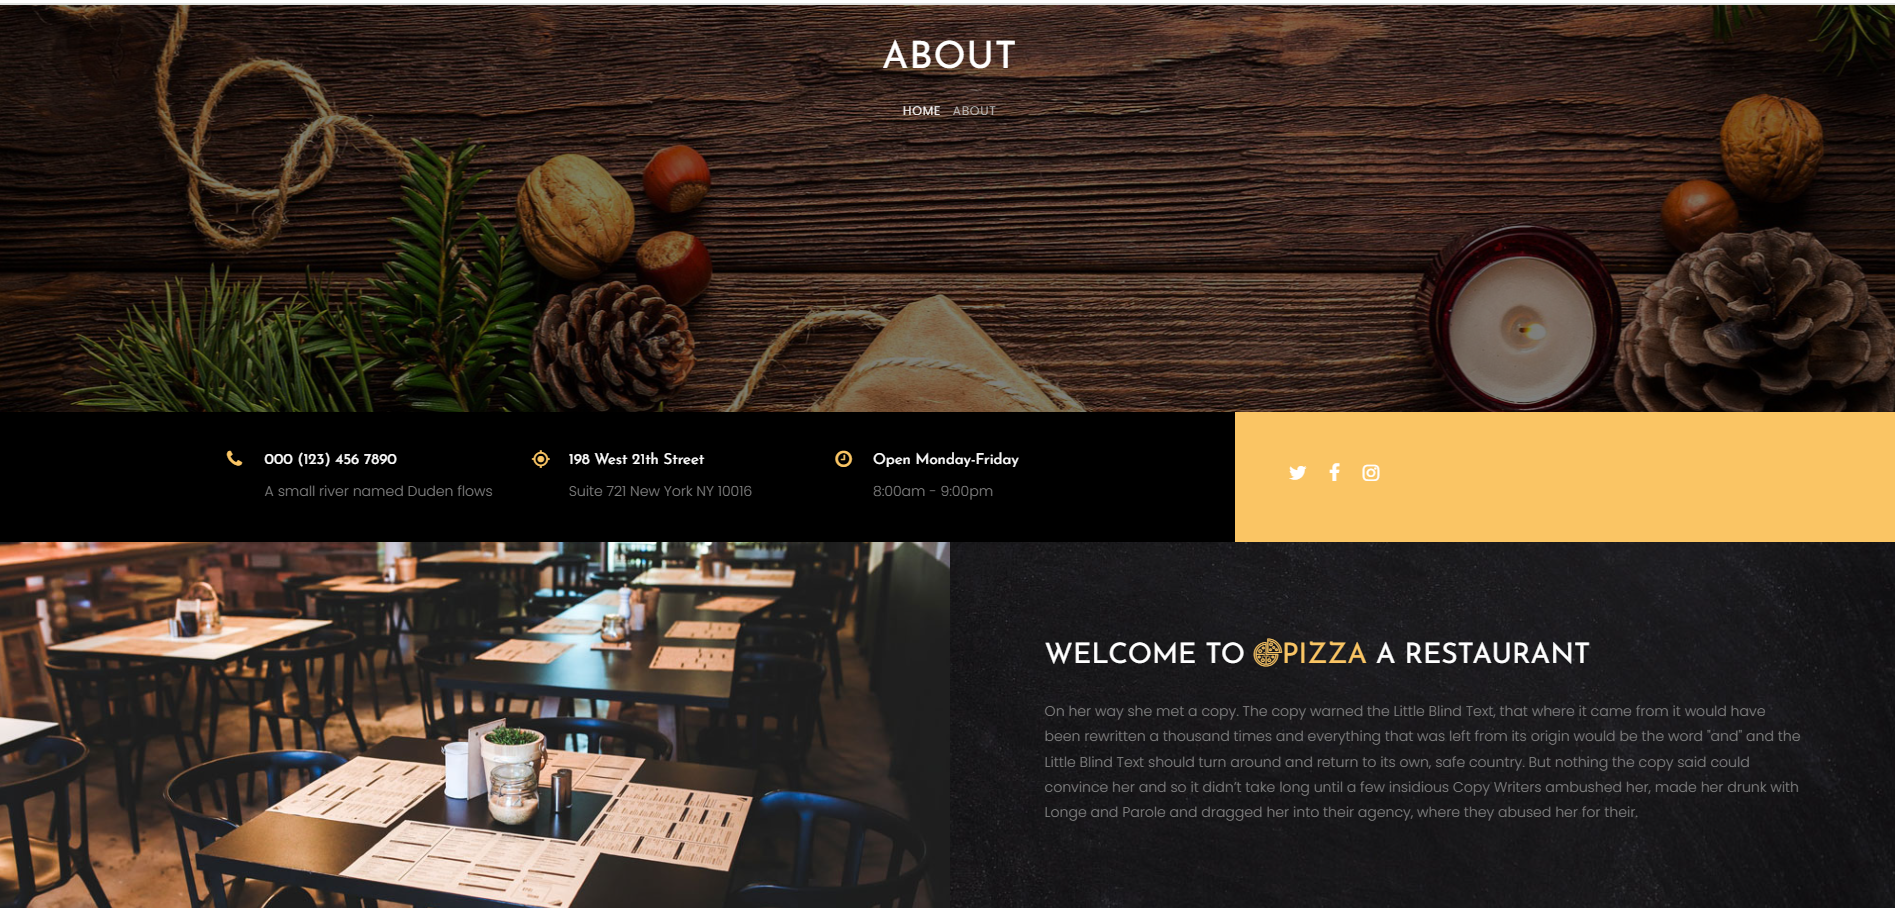 ABOUT
HOME ABOUT
000 (123) 456 7890
A small river named Duden flows
198 West 21th Street
Suite 721 New York NY 10016
Open Monday-Friday
8:00am - 9:00pm
WELCOME TO PIZZA A RESTAURANT
On her way she met a copy. The copy warned the Little Blind Text, that where it came from it would have
been rewritten a thousand times and everything that was left from its origin would be the word "and" and the
Little Blind Text should turn around and return to its own, safe country. But nothing the copy said could
convince her and so it didn’t take long until a few insidious Copy Writers ambushed her, made her drunk with
Longe and Parole and dragged her into their agency, where they abused her for their.